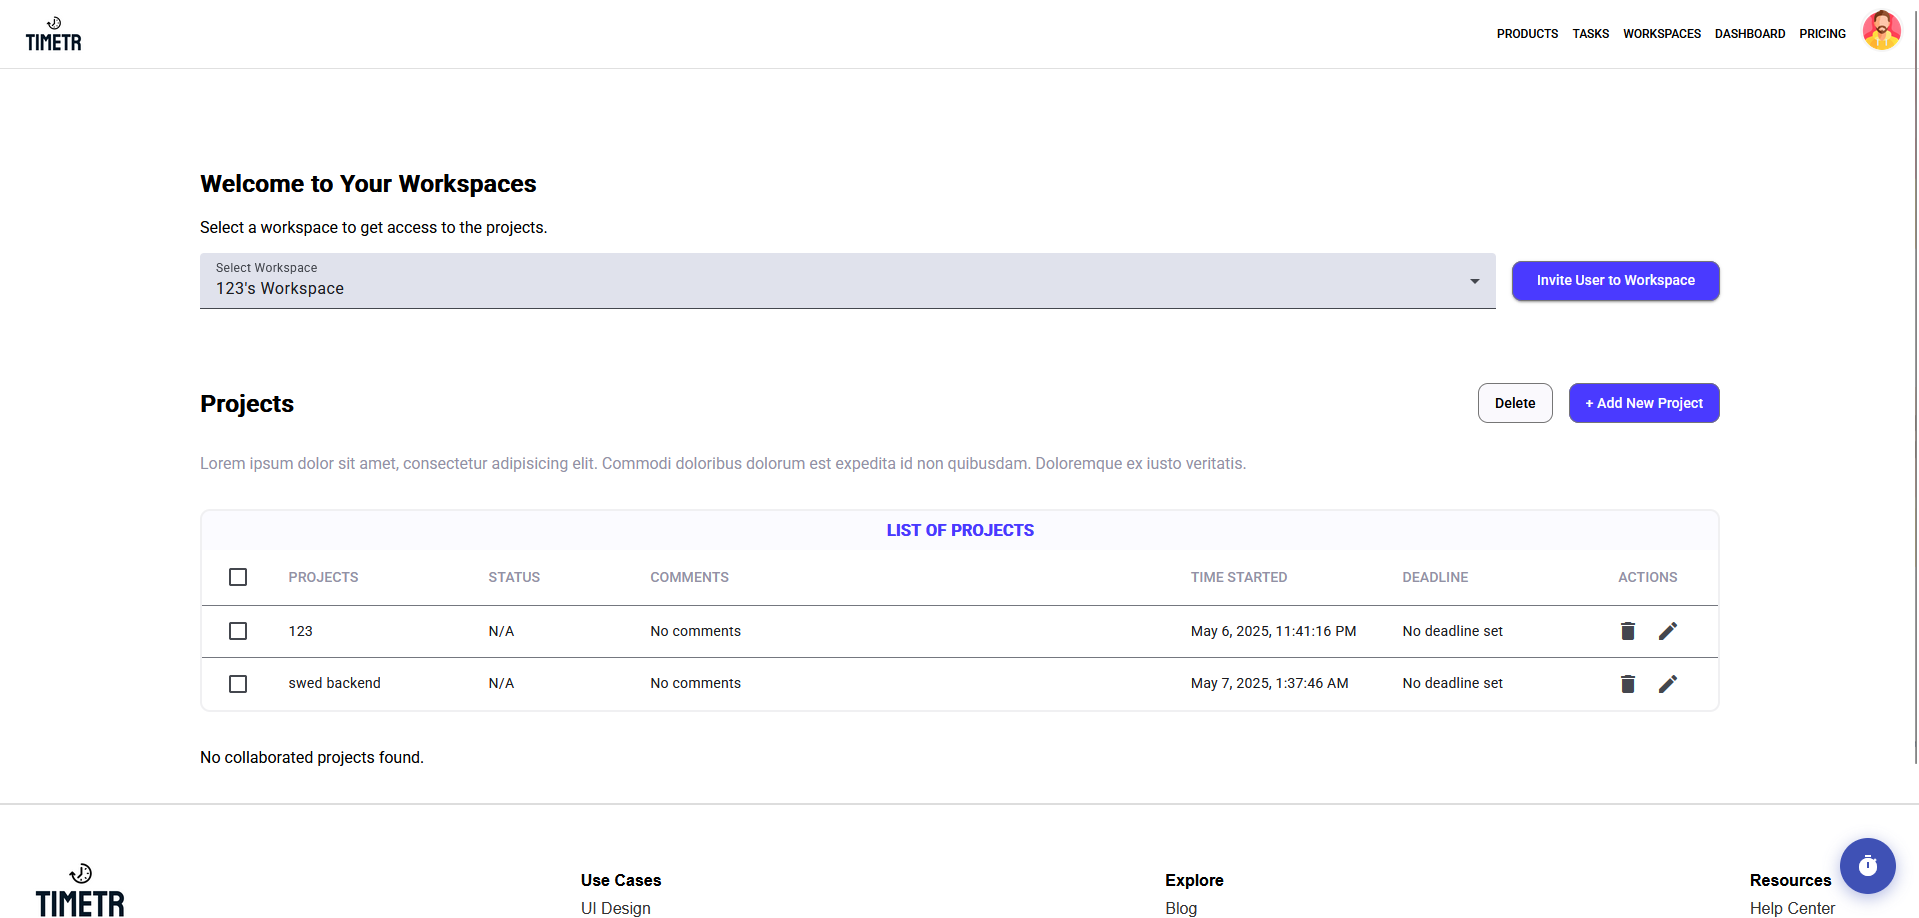 TIMETR
PRODUCTS TASKS WORKSPACES DASHBOARD PRICING
Welcome to Your Workspaces
Select a workspace to get access to the projects.
Select Workspace
123's Workspace
Invite User to Workspace
Projects
Delete
+ Add New Project
Lorem ipsum dolor sit amet, consectetur adipisicing elit. Commodi doloribus dolorum est expedita id non quibusdam. Doloremque ex iusto veritatis.
LIST OF PROJECTS
PROJECTS STATUS COMMENTS TIME STARTED DEADLINE ACTIONS
123 N/A No comments May 6, 2025, 11:41:16 PM No deadline set
swed backend N/A No comments May 7, 2025, 1:37:46 AM No deadline set
No collaborated projects found.
TIMETR
Use Cases
UI Design
Explore
Blog
Resources
Help Center